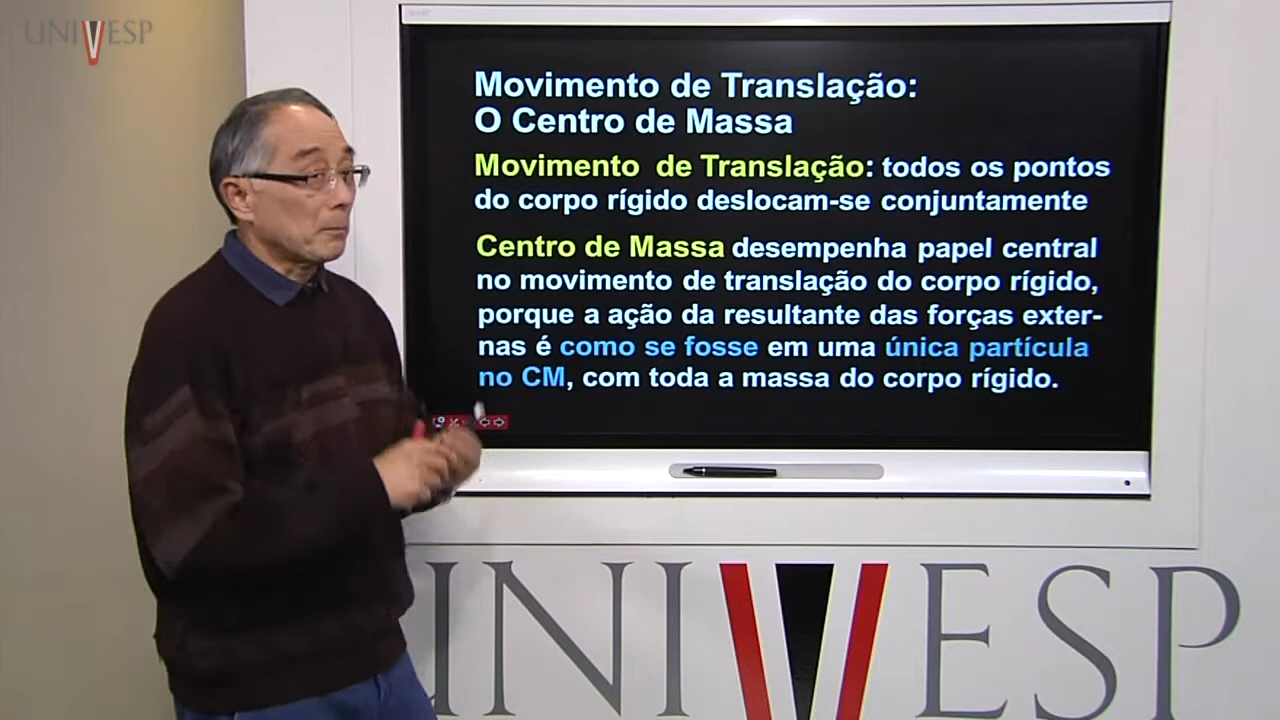 UNIVESP
Movimento de Translação:
O Centro de Massa
Movimento de Translação: todos os pontos
do corpo rígido deslocam-se conjuntamente
Centro de Massa desempenha papel central
no movimento de translação do corpo rígido,
porque a ação da resultante das forças exter-
nas é como se fosse em uma única partícula
no CM, com toda a massa do corpo rígido.
UNIVESP